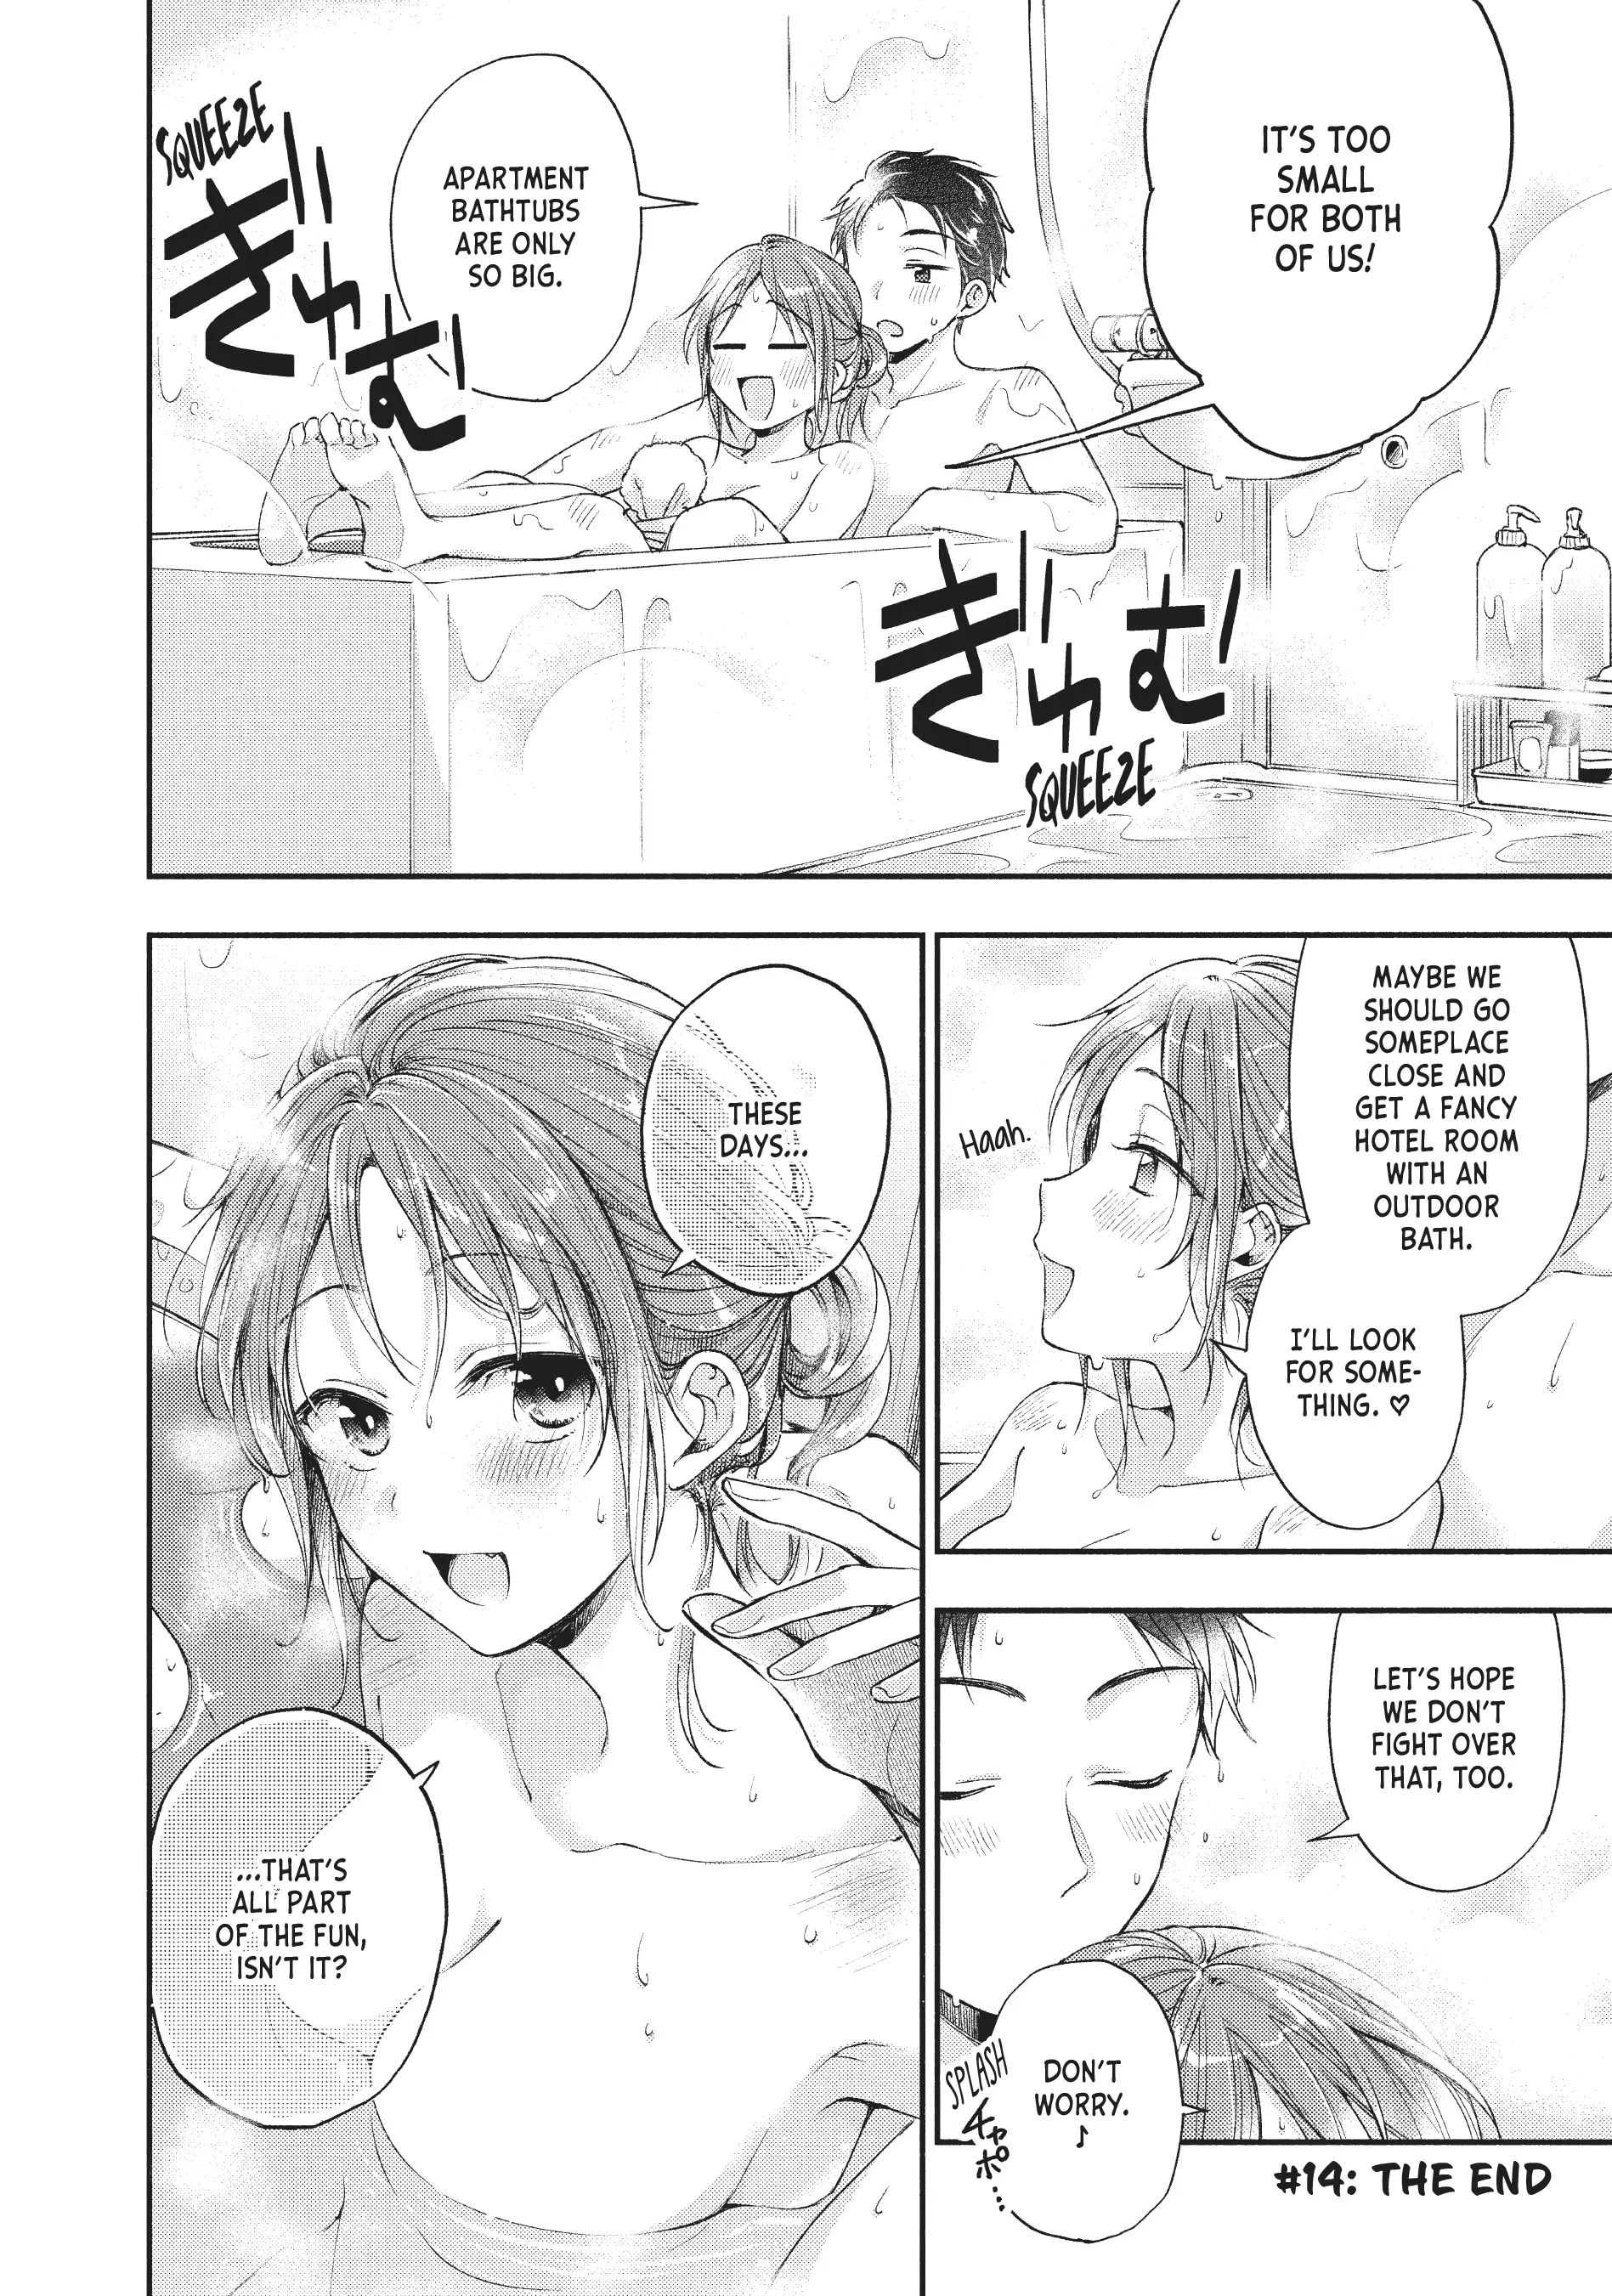 IT'S TOO
SMALL
FOR BOTH
OF US!
APARTMENT
BATHTUBS
ARE ONLY
SO BIG.
SQUEEZE
ぎゅむ
ぎゅむ
SQUEEZE
MAYBE WE
SHOULD GO
SOMEPLACE
CLOSE AND
GET A FANCY
HOTEL ROOM
WITH AN
OUTDOOR
BATH.
I'LL LOOK
FOR SOME-
THING. ♡
Haah.
LET'S HOPE
WE DON'T
FIGHT OVER
THAT, TOO.
DON'T
WORRY.
♪
SPLASH
チャポ…
THESE
DAYS...
...THAT'S
ALL PART
OF THE FUN,
ISN'T IT?
#14: THE END